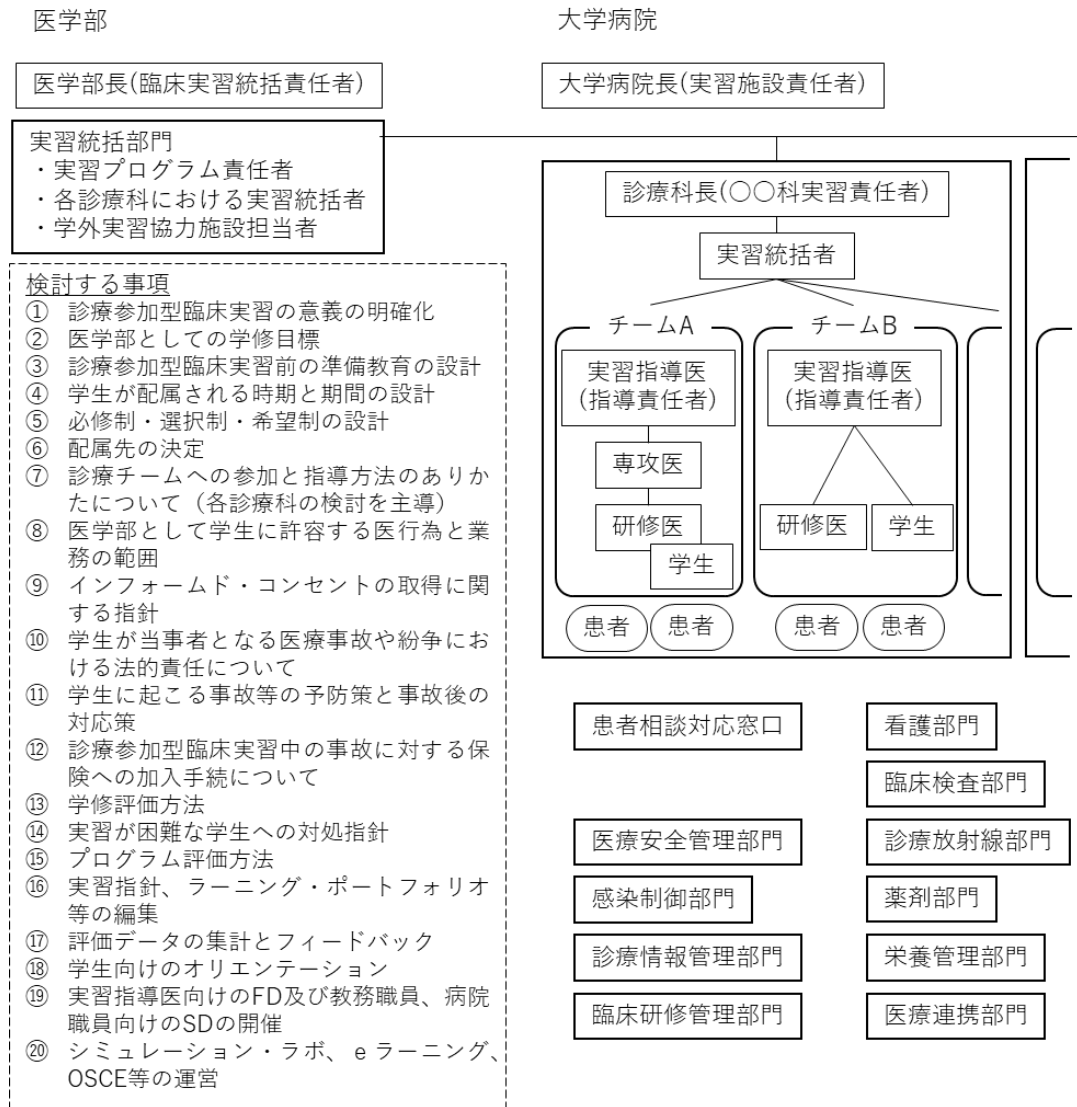 医学部
医学部長(臨床実習統括責任者)
実習統括部門
・実習プログラム責任者
・各診療科における実習統括者
・学外実習協力施設担当者
検討する事項
① 診療参加型臨床実習の意義の明確化
② 医学部としての学修目標
③ 診療参加型臨床実習前の準備教育の設計
④ 学生が配属される時期と期間の設計
⑤ 必修制・選択制・希望制の設計
⑥ 配属先の決定
⑦ 診療チームへの参加と指導方法のありか
たについて（各診療科の検討を主導）
⑧ 医学部として学生に許容する医行為と業
務の範囲
⑨ インフォームド・コンセントの取得に関
する指針
⑩ 学生が当事者となる医療事故や紛争にお
ける法的責任について
⑪ 学生に起こる事故等の予防策と事故後の
対応策
⑫ 診療参加型臨床実習中の事故に対する保
険への加入手続について
⑬ 学修評価方法
⑭ 実習が困難な学生への対処指針
⑮ プログラム評価方法
⑯ 実習指針、ラーニング・ポートフォリオ
等の編集
⑰ 評価データの集計とフィードバック
⑱ 学生向けのオリエンテーション
⑲ 実習指導医向けのFD及び教務職員、病院
職員向けのSDの開催
⑳ シミュレーション・ラボ、ｅラーニング、
OSCE等の運営
大学病院
大学病院長(実習施設責任者)
診療科長(〇〇科実習責任者)
実習統括者
チームA
実習指導医
(指導責任者)
専攻医
研修医
学生
患者
患者
チームB
実習指導医
(指導責任者)
研修医
学生
患者
患者
患者相談対応窓口
看護部門
臨床検査部門
医療安全管理部門
診療放射線部門
感染制御部門
薬剤部門
診療情報管理部門
栄養管理部門
臨床研修管理部門
医療連携部門